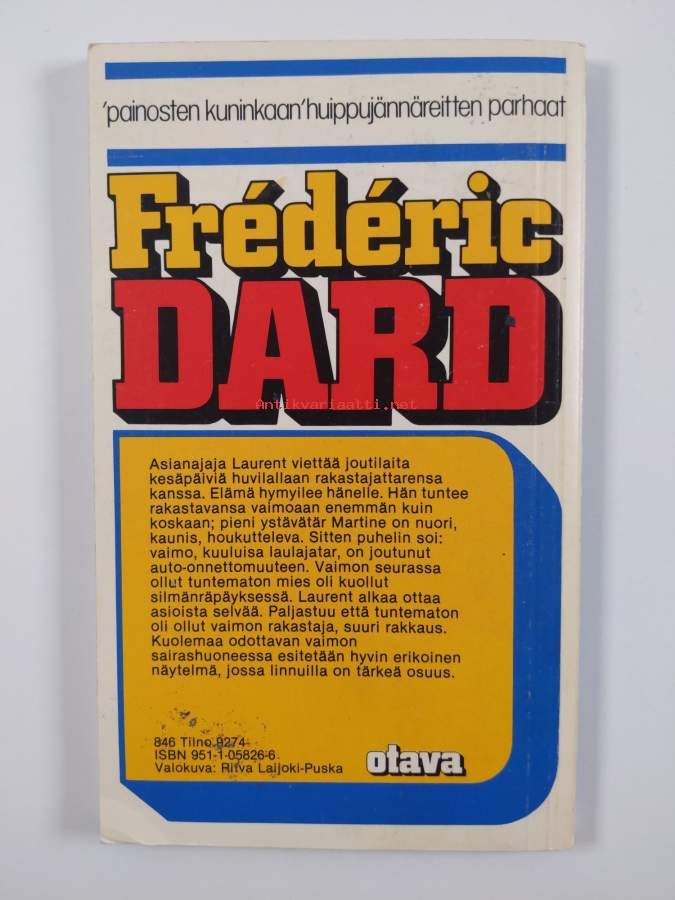 'painosten kuninkaan' huippujännäreitten parhaat
Frédéric
DARD
Antikvariaatti.net
Asianajaja Laurent viettää joutilaita
kesäpäiviä huvilallaan rakastajattarensa
kanssa. Elämä hymyilee hänelle. Hän tuntee
rakastavansa vaimoaan enemmän kuin
koskaan; pieni ystävätär Martine on nuori,
kaunis, houkutteleva. Sitten puhelin soi:
vaimo, kuuluisa laulajatar, on joutunut
auto-onnettomuuteen. Vaimon seurassa
ollut tuntematon mies oli kuollut
silmänräpäyksessä. Laurent alkaa ottaa
asioista selvää. Paljastuu että tuntematon
oli ollut vaimon rakastaja, suuri rakkaus.
Kuolemaa odottavan vaimon
sairashuoneessa esitetään hyvin erikoinen
näytelmä, jossa linnuilla on tärkeä osuus.
846 Tilno 9274
ISBN 951-1-05826-6
Valokuva: Ritva Laijoki-Puska
otava